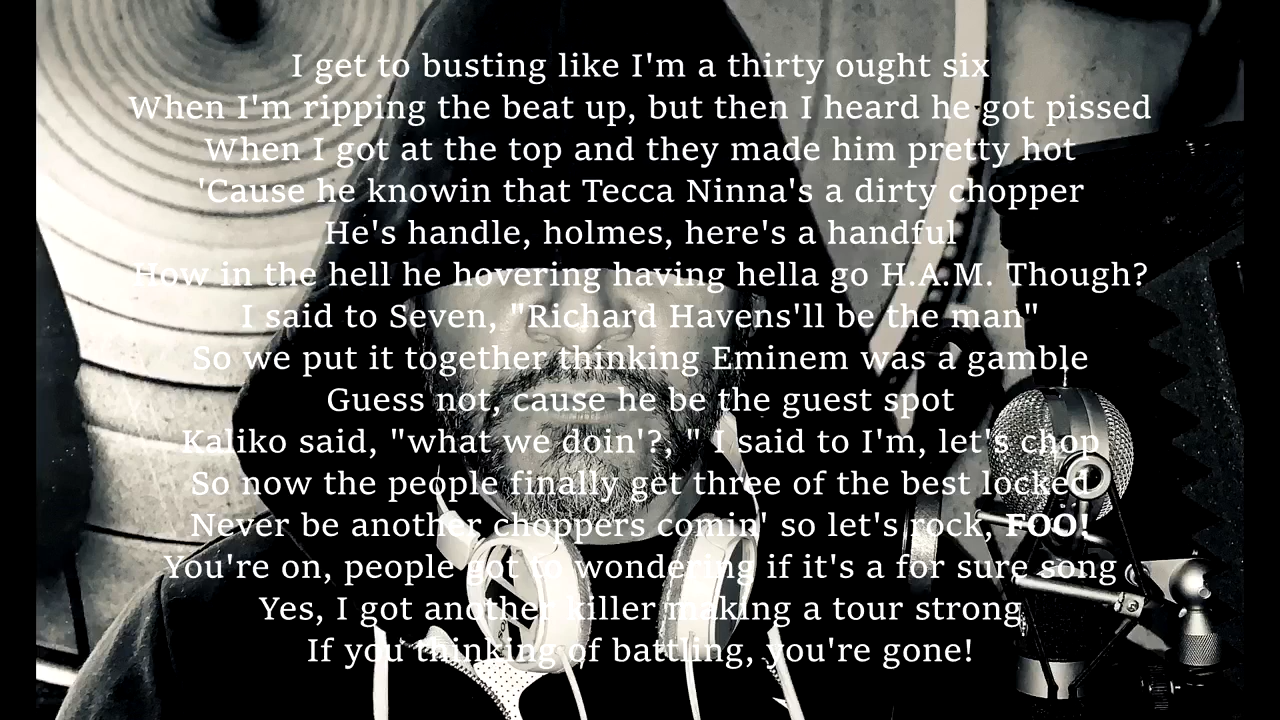 I get to busting like I'm a thirty ought six
When I'm ripping the beat up, but then I heard he got pissed
When I got at the top and they made him pretty hot
'Cause he knowin that Tecca Ninna's a dirty chopper
He's handle, holmes, here's a handful
How in the hell he hovering having hella go H.A.M. Though?
I said to Seven, "Richard Havens'll be the man"
So we put it together thinking Eminem was a gamble
Guess not, cause he be the guest spot
Kaliko said, "what we doin'?, " I said to I'm, let's chop
So now the people finally get three of the best locked
Never be another choppers comin' so let's rock, FOO!
You're on, people got to wondering if it's a for sure song
Yes, I got another killer making a tour strong
If you thinking of battling, you're gone!